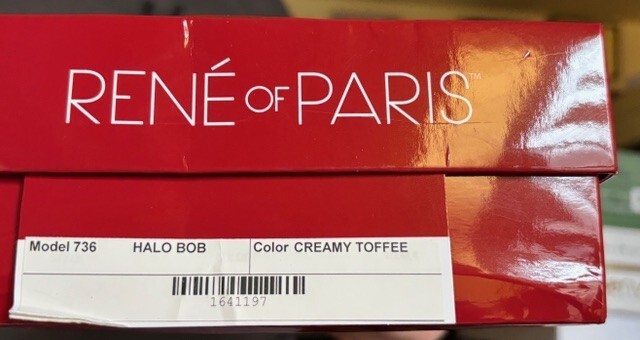 RENÉ OF PARIS™
Model 736 HALO BOB Color CREAMY TOFFEE
1641197